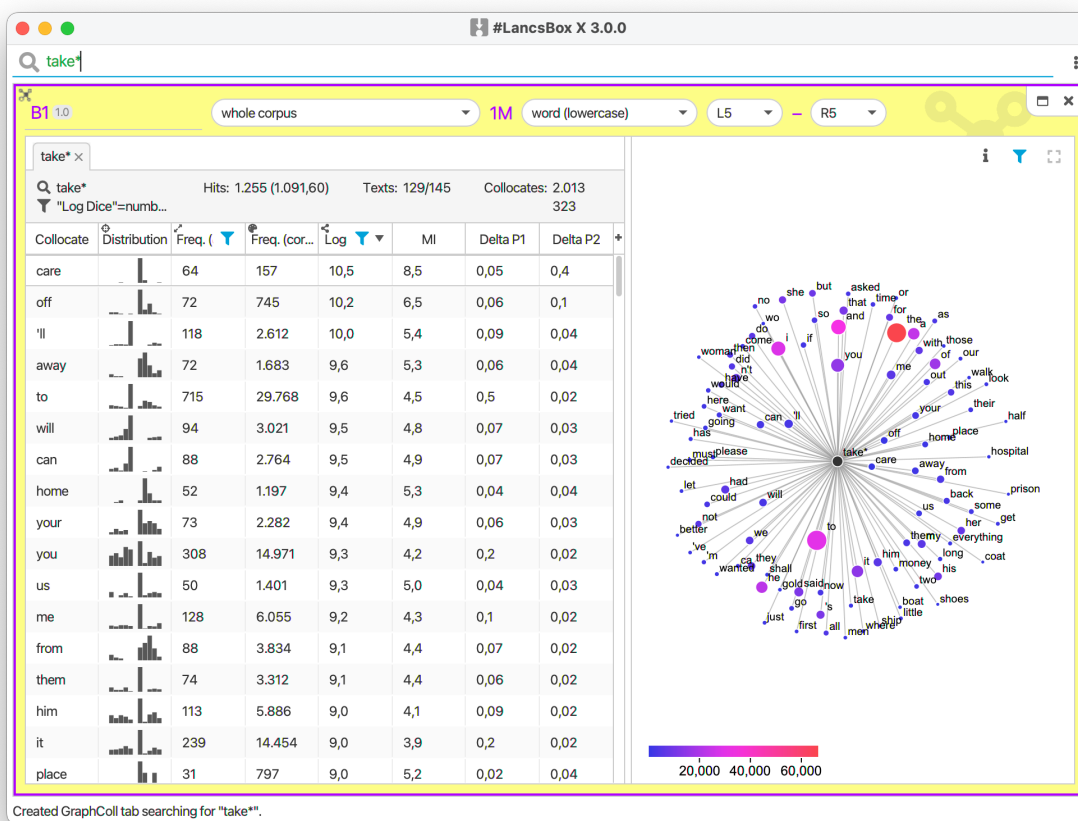 #LancsBox X 3.0.0
take*
B1 1.0 whole corpus 1M word (lowercase) L5 – R5
take* ×
take* Hits: 1.255 (1.091,60) Texts: 129/145 Collocates: 2.013
"Log Dice"=numb... 323
Collocate Distribution Freq. ( Freq. (cor... Log MI Delta P1 Delta P2 +
care 64 157 10,5 8,5 0,05 0,4
off 72 745 10,2 6,5 0,06 0,1
'll 118 2.612 10,0 5,4 0,09 0,04
away 72 1.683 9,6 5,3 0,06 0,04
to 715 29.768 9,6 4,5 0,5 0,02
will 94 3.021 9,5 4,8 0,07 0,03
can 88 2.764 9,5 4,9 0,07 0,03
home 52 1.197 9,4 5,3 0,04 0,04
your 73 2.282 9,4 4,9 0,06 0,03
you 308 14.971 9,3 4,2 0,2 0,02
us 50 1.401 9,3 5,0 0,04 0,03
me 128 6.055 9,2 4,3 0,1 0,02
from 88 3.834 9,1 4,4 0,07 0,02
them 74 3.312 9,1 4,4 0,06 0,02
him 113 5.886 9,0 4,1 0,09 0,02
it 239 14.454 9,0 3,9 0,2 0,02
place 31 797 9,0 5,2 0,02 0,04
she but asked
no that time or
wo so and for the a as
do if
come i with those
woman then you of our
did me out walk
n't look
have this
would
here your their
want can 'll
tried going half
has off home place
must please take* hospital
decided care away from
let had prison
could will back some
not us get
better her
we them my everything
've 'm him long coat
wanted ca they it money
shall his
he gold said now two
go take boat shoes
's little
just first all men where ship
20,000 40,000 60,000
Created GraphColl tab searching for "take*".